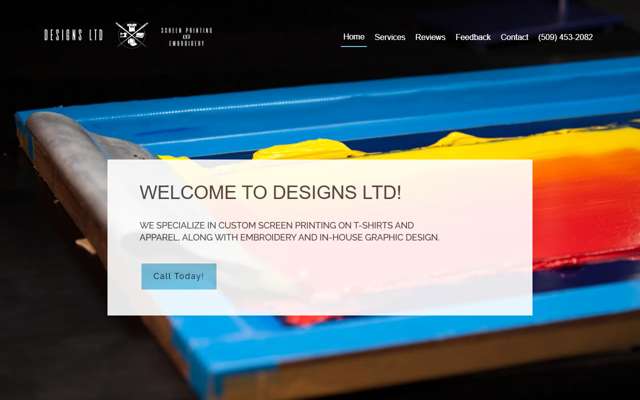 DESIGNS LTD
SCREEN PRINTING
AND
EMBROIDERY
Home
Services
Reviews
Feedback
Contact
(509) 453-2082
WELCOME TO DESIGNS LTD!
WE SPECIALIZE IN CUSTOM SCREEN PRINTING ON T-SHIRTS AND
APPAREL, ALONG WITH EMBROIDERY AND IN-HOUSE GRAPHIC DESIGN.
Call Today!